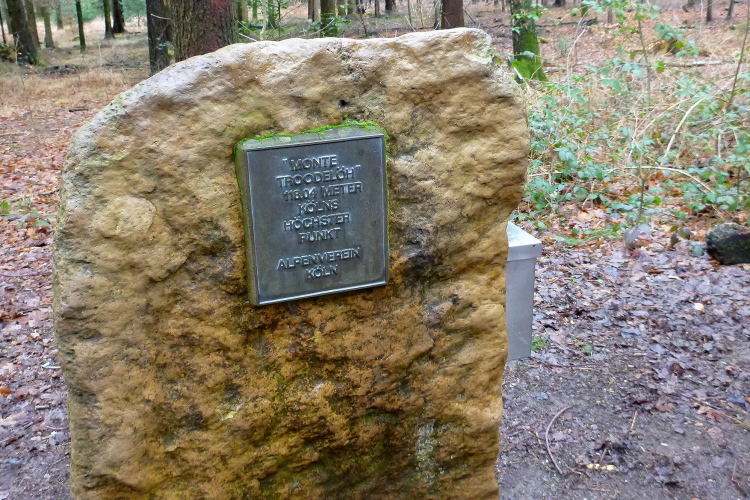 "MONTE
TROODELÖH"
118.04 METER
KÖLNS
HÖCHSTER
PUNKT
ALPENVEREIN
KÖLN